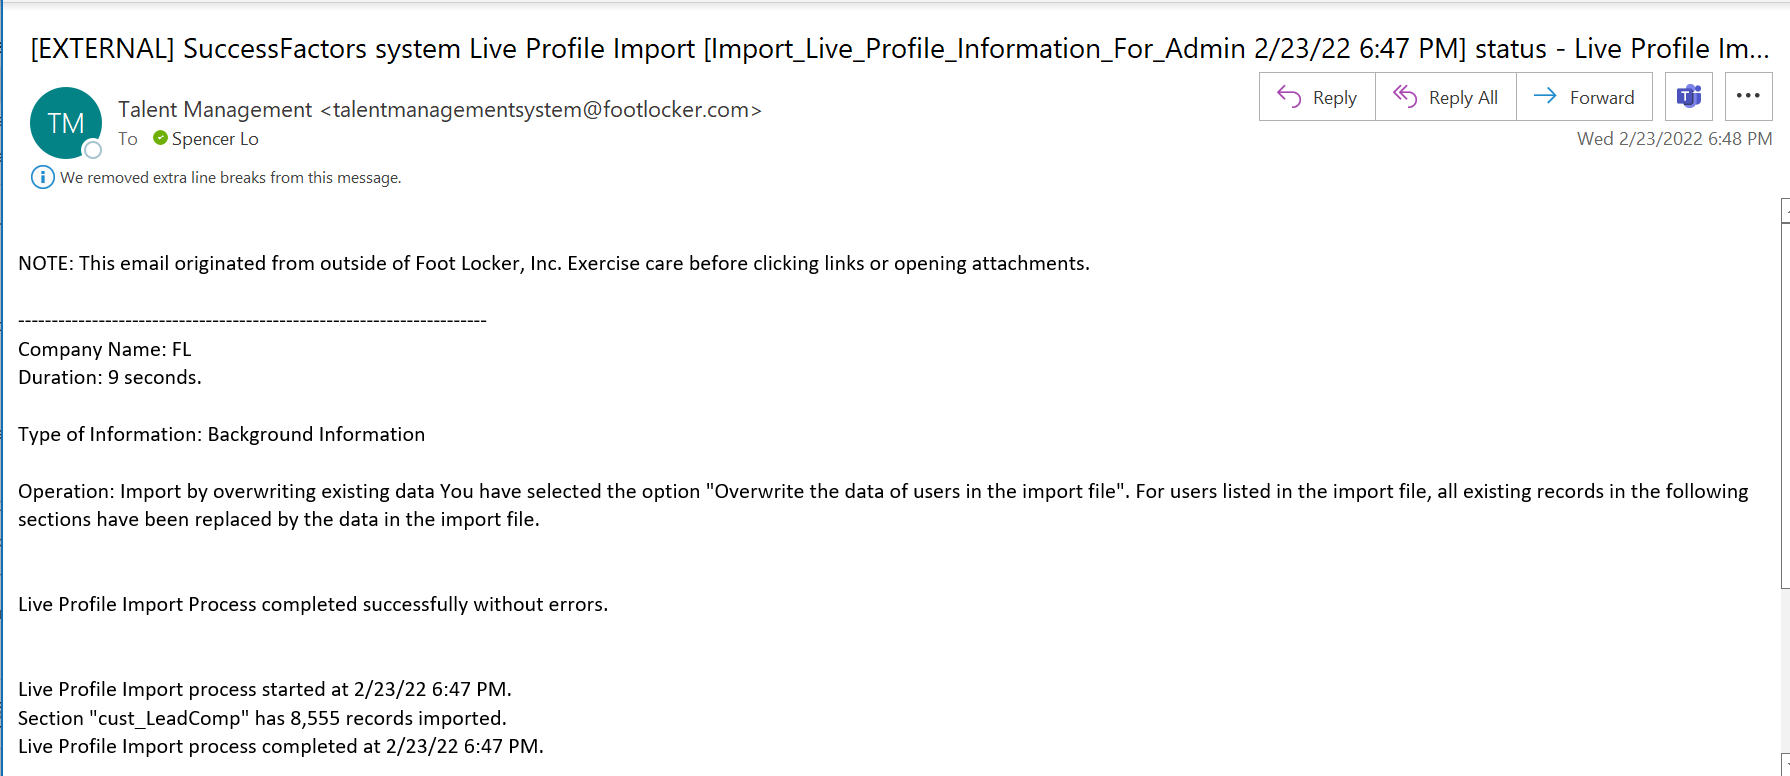 [EXTERNAL] SuccessFactors system Live Profile Import [Import_Live_Profile_Information_For_Admin 2/23/22 6:47 PM] status - Live Profile Im...
TM
Talent Management <talentmanagementsystem@footlocker.com>
Reply
Reply All
Forward
To Spencer Lo
Wed 2/23/2022 6:48 PM
We removed extra line breaks from this message.
NOTE: This email originated from outside of Foot Locker, Inc. Exercise care before clicking links or opening attachments.
----------------------------------------------------------------------
Company Name: FL
Duration: 9 seconds.
Type of Information: Background Information
Operation: Import by overwriting existing data You have selected the option "Overwrite the data of users in the import file". For users listed in the import file, all existing records in the following
sections have been replaced by the data in the import file.
Live Profile Import Process completed successfully without errors.
Live Profile Import process started at 2/23/22 6:47 PM.
Section "cust_LeadComp" has 8,555 records imported.
Live Profile Import process completed at 2/23/22 6:47 PM.